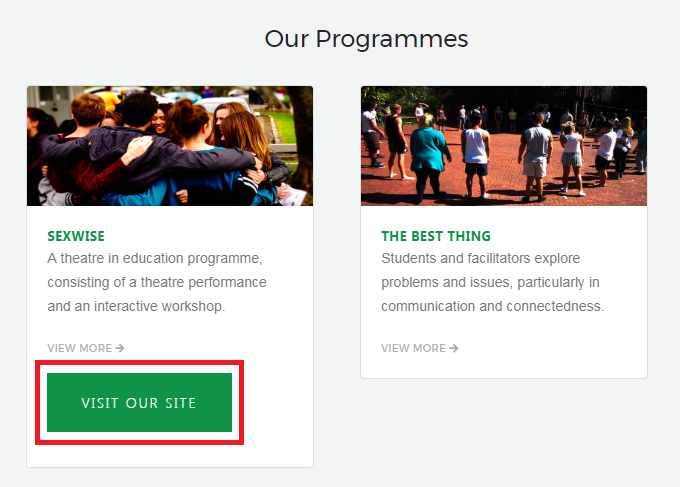 Our Programmes
SEXWISE
A theatre in education programme,
consisting of a theatre performance
and an interactive workshop.
VIEW MORE →
VISIT OUR SITE
THE BEST THING
Students and facilitators explore
problems and issues, particularly in
communication and connectedness.
VIEW MORE →